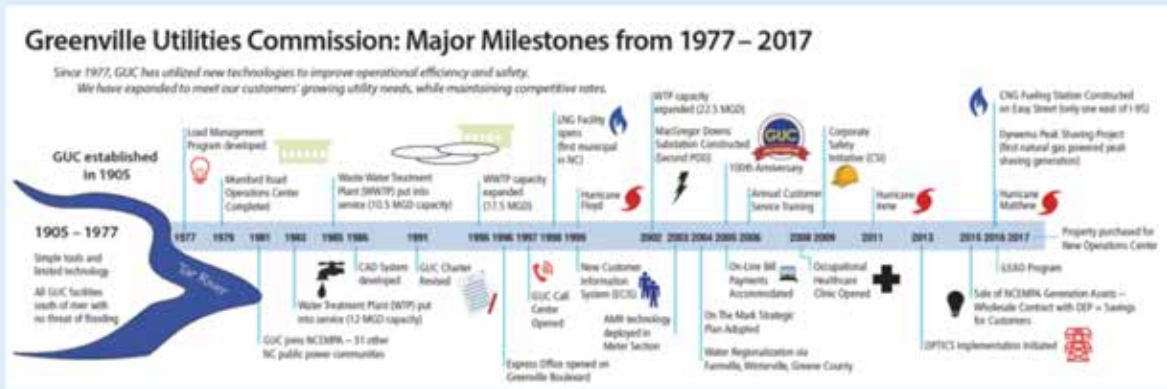 Greenville Utilities Commission: Major Milestones from 1977 – 2017
Since 1977, GUC has utilized new technologies to improve operational efficiency and safety.
We have expanded to meet our customers' growing utility needs, while maintaining competitive rates.
GUC established
in 1905
1905 – 1977
Simple tools and
limited technology
All GUC facilities
south of river with
no threat of flooding
Tar River
Load Management
Program developed
Mumford Road
Operations Center
Completed
Waste Water Treatment
Plant (WWTP) put into
service (10.5 MGD capacity)
WWTP capacity
expanded
(17.5 MGD)
LNG Facility
opens
(first municipal
in NC)
Hurricane
Floyd
WTP capacity
expanded (22.5 MGD)
MacGregor Downs
Substation Constructed
(Second POD)
GUC
100th Anniversary
Annual Customer
Service Training
Corporate
Safety
Initiative (CSI)
Hurricane
Irene
CNG Fueling Station Constructed
on Easy Street (only one east of I-95)
Dynema Peak Shaving Project
(first natural gas powered peak
shaving generation)
Hurricane
Matthew
Property purchased for
New Operations Center
1977 1979 1981 1983 1985 1986 1991 1995 1996 1997 1998 1999 2002 2003 2004 2005 2006 2008 2009 2011 2013 2015 2016 2017
GUC joins NCEMPA – 31 other
NC public power communities
Water Treatment Plant (WTP) put
into service (12 MGD capacity)
CAD System
developed
GUC Charter
Revised
Express Office opened on
Greenville Boulevard
GUC Call
Center
Opened
New Customer
Information
System (ECIS)
AMR technology
deployed in
Meter Section
Water Regionalization via
Farmville, Winterville, Greene County
On The Mark Strategic
Plan Adopted
On-Line Bill
Payments
Accommodated
Occupational
Healthcare
Clinic Opened
OPTICS Implementation Initiated
Sale of NCEMPA Generation Assets –
Wholesale Contract with DEP = Savings
for Customers
Program